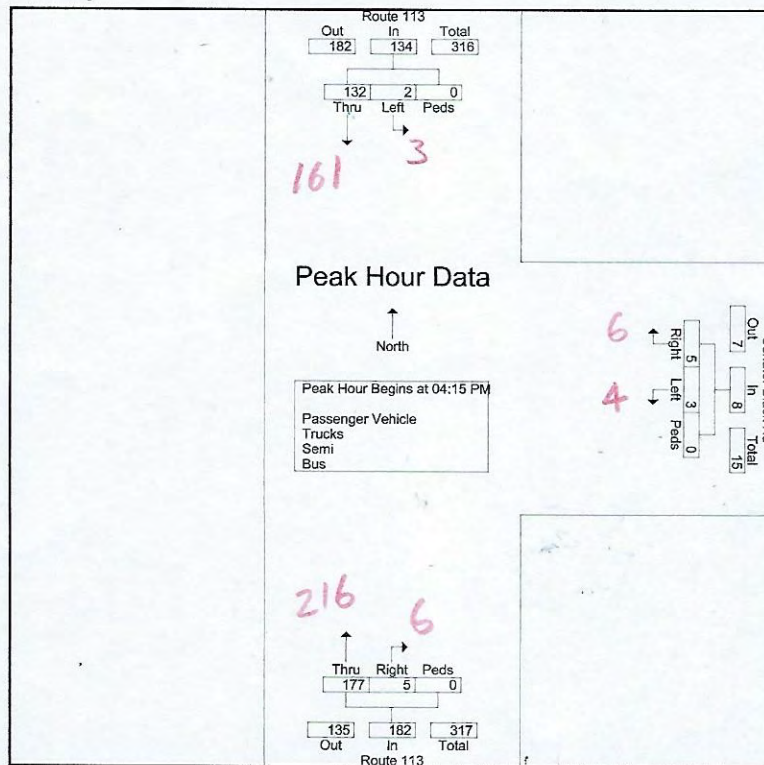 Route 113
Out In Total
182 134 316
132 2 0
Thru Left Peds
161 3
Peak Hour Data
North
Peak Hour Begins at 04:15 PM
Passenger Vehicle
Trucks
Semi
Bus
Out In Total
7 8 15
5 3 0
Right Left Peds
6 4
216 6
Thru Right Peds
177 5 0
135 182 317
Out In Total
Route 113